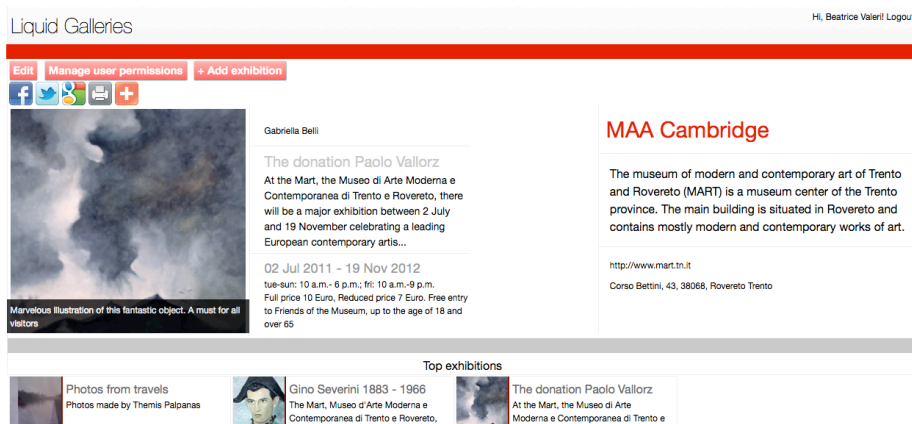 Liquid Galleries
Hi, Beatrice Valeri! Logout
Edit
Manage user permissions
+ Add exhibition
Gabriella Belli
The donation Paolo Vallorz
At the Mart, the Museo di Arte Moderna e
Contemporanea di Trento e Rovereto, there
will be a major exhibition between 2 July
and 19 November celebrating a leading
European contemporary artis...
02 Jul 2011 - 19 Nov 2012
tue-sun: 10 a.m.- 6 p.m.; fri: 10 a.m.-9 p.m.
Full price 10 Euro, Reduced price 7 Euro. Free entry
to Friends of the Museum, up to the age of 18 and
over 65
Marvelous Illustration of this fantastic object. A must for all
visitors
MAA Cambridge
The museum of modern and contemporary art of Trento
and Rovereto (MART) is a museum center of the Trento
province. The main building is situated in Rovereto and
contains mostly modern and contemporary works of art.
http://www.mart.tn.it
Corso Bettini, 43, 38068, Rovereto Trento
Top exhibitions
Photos from travels
Photos made by Themis Palpanas
Gino Severini 1883 - 1966
The Mart, Museo d'Arte Moderna e
Contemporanea di Trento e Rovereto,
The donation Paolo Vallorz
At the Mart, the Museo di Arte
Moderna e Contemporanea di Trento e